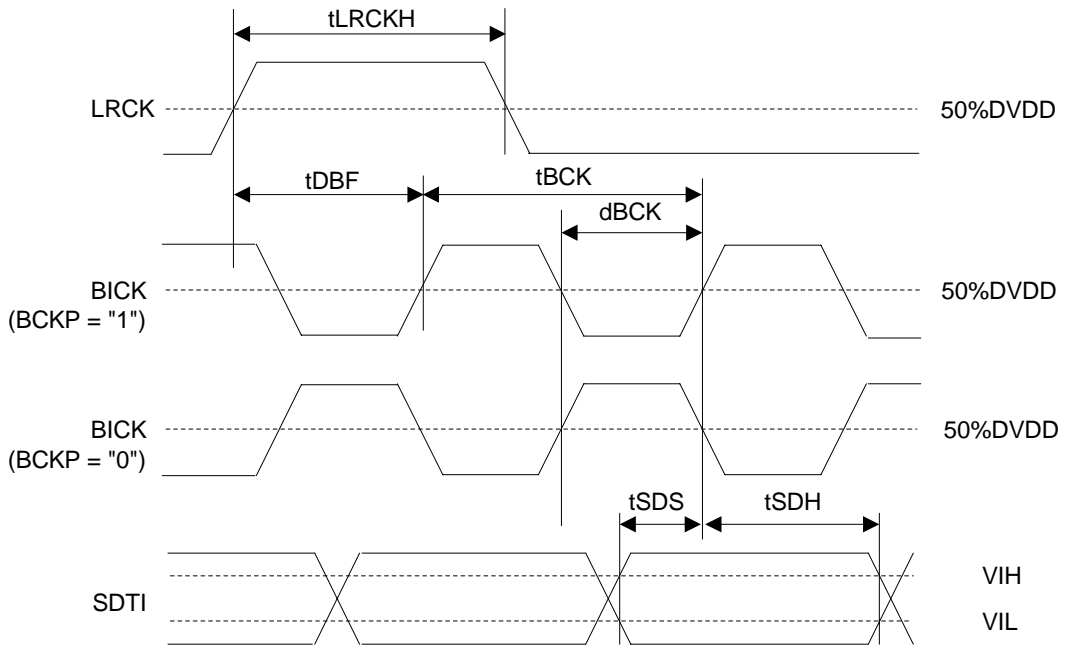 tLRCKH
LRCK
50%DVDD
tDBF
tBCK
dBCK
BICK
(BCKP = "1")
50%DVDD
BICK
(BCKP = "0")
50%DVDD
tSDS
tSDH
SDTI
VIH
VIL